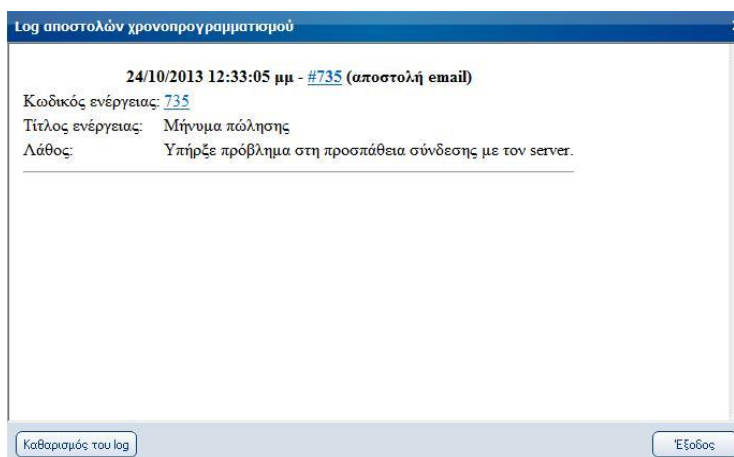 Log αποστολών χρονοπρογραμματισμού
24/10/2013 12:33:05 μμ - #735 (αποστολή email)
Κωδικός ενέργειας: 735
Τίτλος ενέργειας: Μήνυμα πώλησης
Λάθος: Υπήρξε πρόβλημα στη προσπάθεια σύνδεσης με τον server.
Καθαρισμός του log Έξοδος